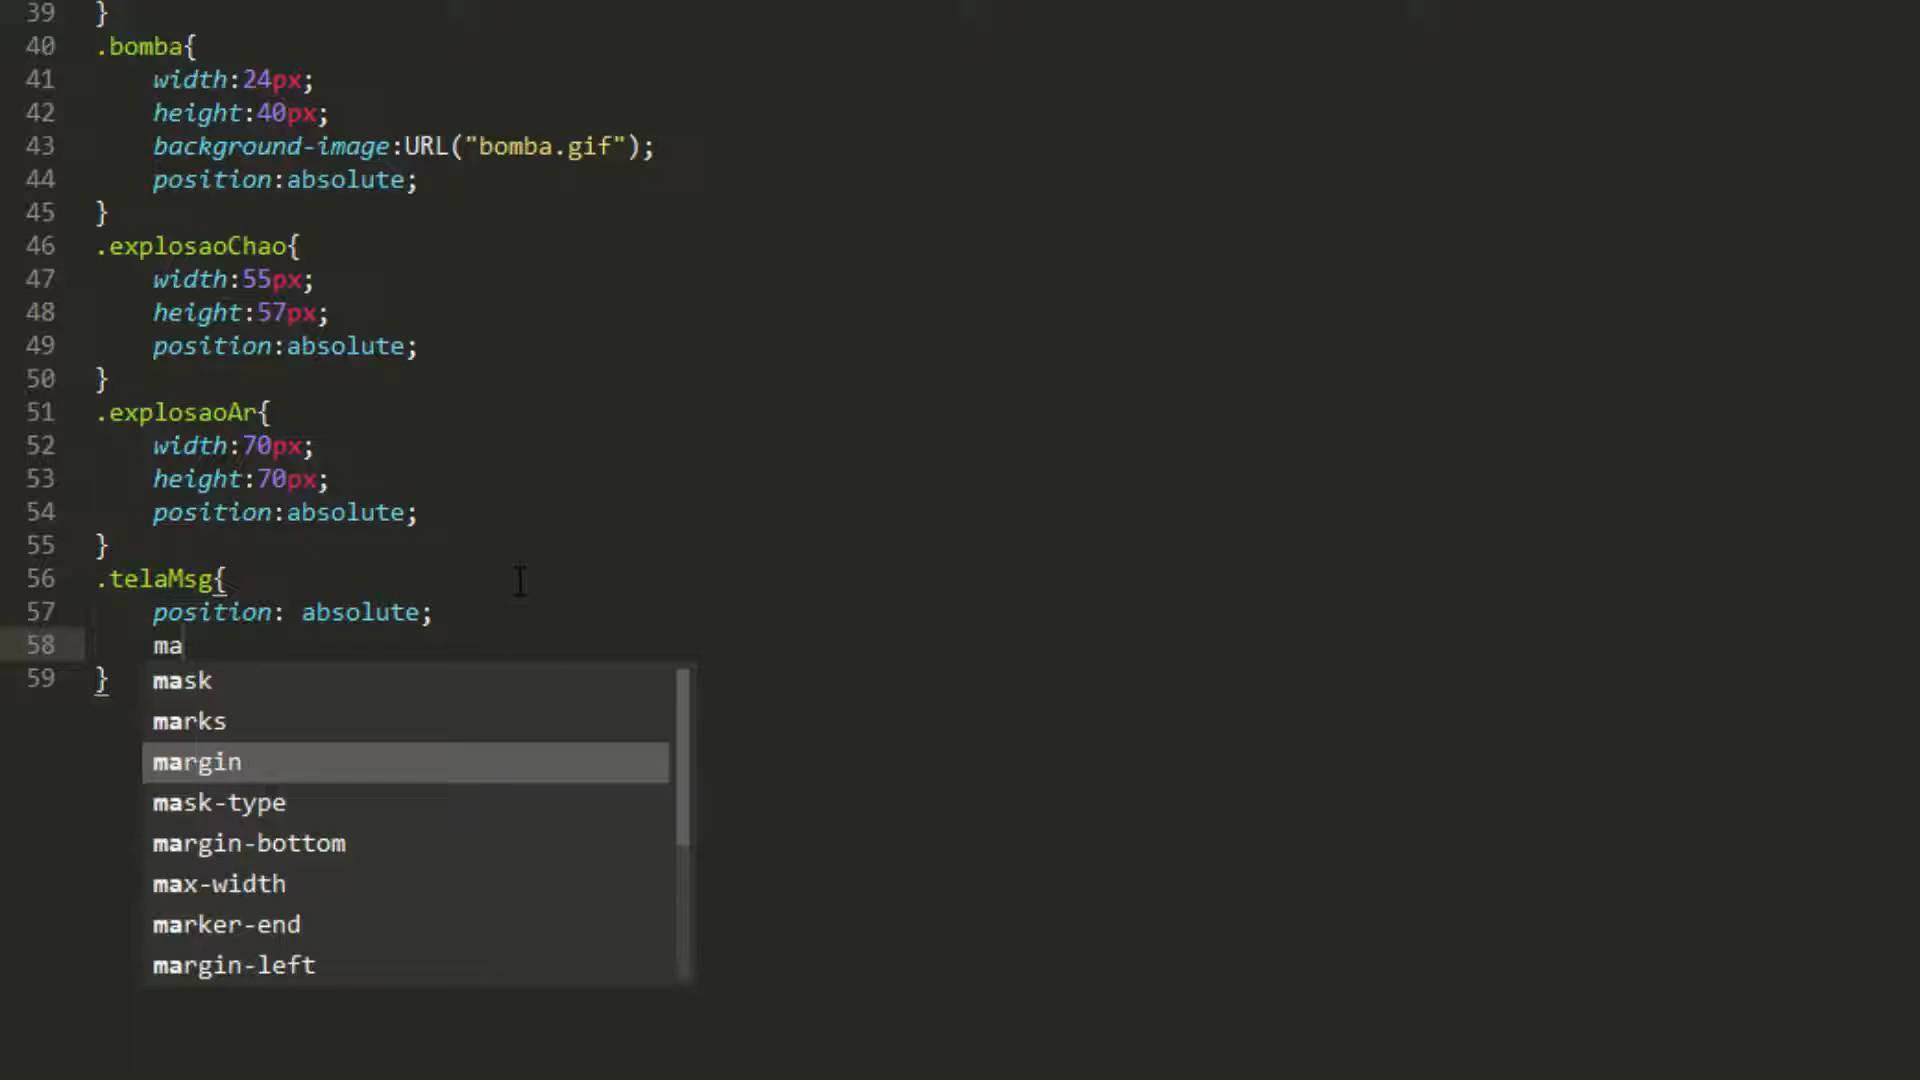 39 }
40 .bomba{
41 width:24px;
42 height:40px;
43 background-image:URL("bomba.gif");
44 position:absolute;
45 }
46 .explosaoChao{
47 width:55px;
48 height:57px;
49 position:absolute;
50 }
51 .explosaoAr{
52 width:70px;
53 height:70px;
54 position:absolute;
55 }
56 .telaMsg{
57 position: absolute;
58 ma
59 }
mask
marks
margin
mask-type
margin-bottom
max-width
marker-end
margin-left